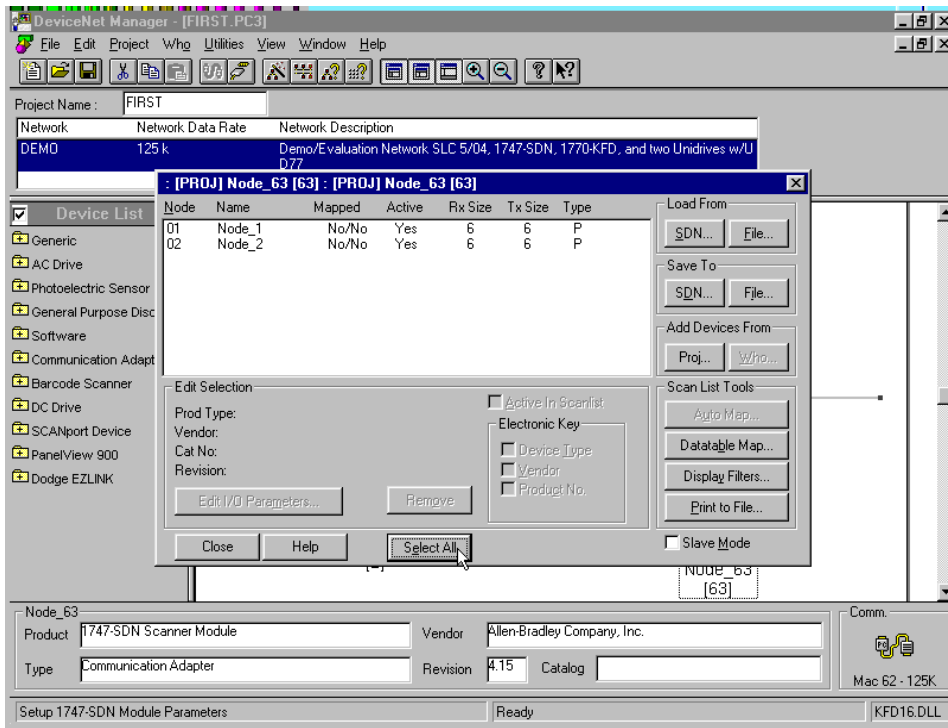 DeviceNet Manager - [FIRST.PC3]
File Edit Project Who Utilities View Window Help
Project Name : FIRST
Network Network Data Rate Network Description
DEMO 125 k Demo/Evaluation Network SLC 5/04, 1747-SDN, 1770-KFD, and two Unidrives w/U
D77
: [PROJ] Node_63 [63] : [PROJ] Node_63 [63]
Node Name Mapped Active Rx Size Tx Size Type
01 Node_1 No/No Yes 6 6 P
02 Node_2 No/No Yes 6 6 P
Load From
SDN... File...
Save To
SDN... File...
Add Devices From
Proj... Who...
Scan List Tools
Auto Map...
Datatable Map...
Display Filters...
Print to File...
Slave Mode
Edit Selection
Prod Type:
Vendor:
Cat No:
Revision:
Edit I/O Parameters...
Remove
Active In Scanlist
Electronic Key
Device Type
Vendor
Product No.
Close Help Select All
Device List
Generic
AC Drive
Photoelectric Sensor
General Purpose Disc
Software
Communication Adapt
Barcode Scanner
DC Drive
SCANport Device
PanelView 900
Dodge EZLINK
Node_63
[63]
Node_63
Product 1747-SDN Scanner Module Vendor Allen-Bradley Company, Inc.
Type Communication Adapter Revision 4.15 Catalog
Comm.
Mac 62 - 125K
Setup 1747-SDN Module Parameters Ready KFD16.DLL